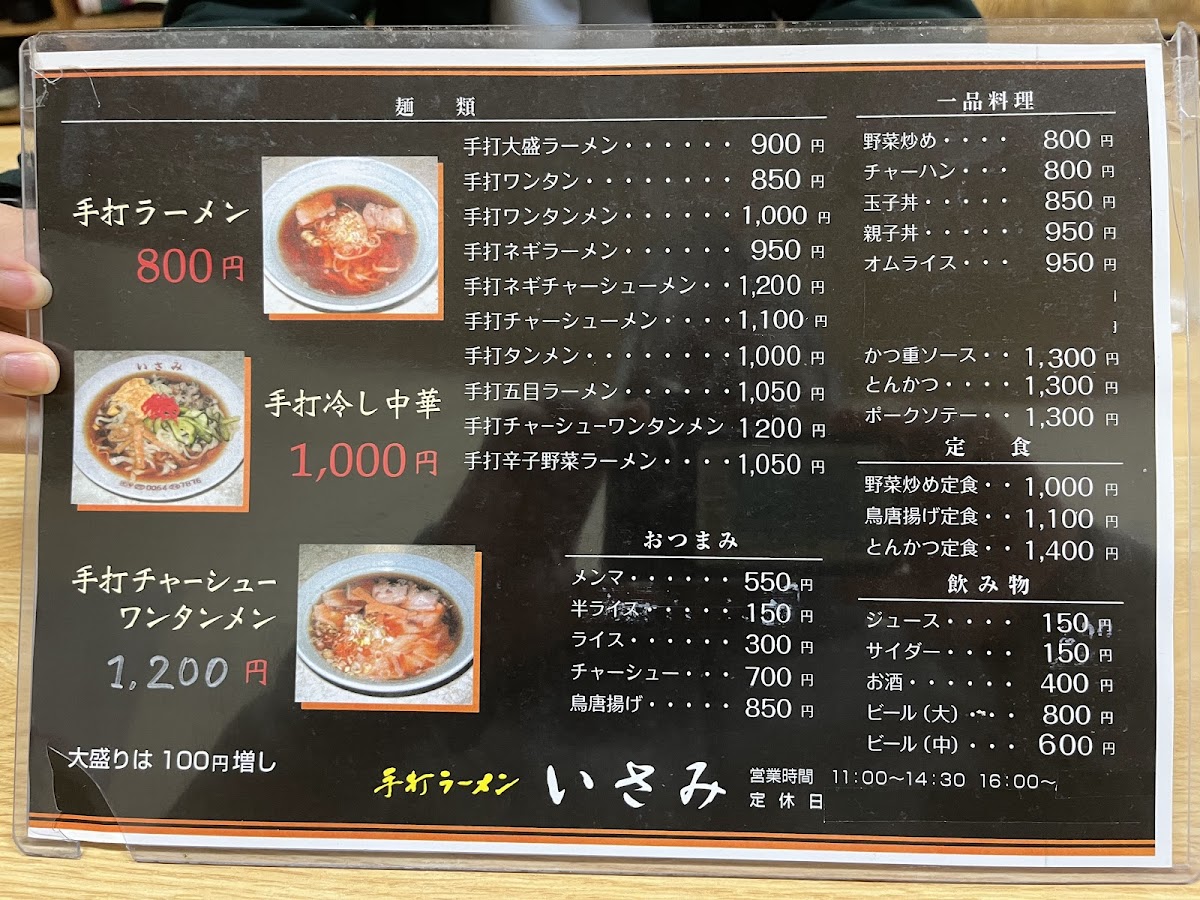 麺 類
手打ラーメン
800円
手打冷し中華
1,000円
手打チャーシュー
ワンタンメン
1,200円
大盛りは 100円増し
いさみ
手打大盛ラーメン・・・・・・ 900円
手打ワンタン・・・・・・・・ 850円
手打ワンタンメン・・・・・・ 1,000円
手打ネギラーメン・・・・・・ 950円
手打ネギチャーシューメン・・ 1,200円
手打チャーシューメン・・・・ 1,100円
手打タンメン・・・・・・・・ 1,000円
手打五目ラーメン・・・・・・ 1,050円
手打チャーシューワンタンメン 1200円
手打辛子野菜ラーメン・・・・ 1,050円
おつまみ
メンマ・・・・・・ 550円
半ライス・・・・・ 150円
ライス・・・・・・ 300円
チャーシュー・・・ 700円
鳥唐揚げ・・・・・ 850円
一品料理
野菜炒め・・・・ 800円
チャーハン・・・ 800円
玉子丼・・・・・ 850円
親子丼・・・・・ 950円
オムライス・・・ 950円
かつ重ソース・・ 1,300円
とんかつ・・・・ 1,300円
ポークソテー・・ 1,300円
定 食
野菜炒め定食・・ 1,000円
鳥唐揚げ定食・・ 1,100円
とんかつ定食・・ 1,400円
飲み物
ジュース・・・・ 150円
サイダー・・・・ 150円
お酒・・・・・・ 400円
ビール(大)・・・ 800円
ビール(中)・・・ 600円
手打ラーメン いさみ
営業時間 11:00〜14:30 16:00〜
定休日